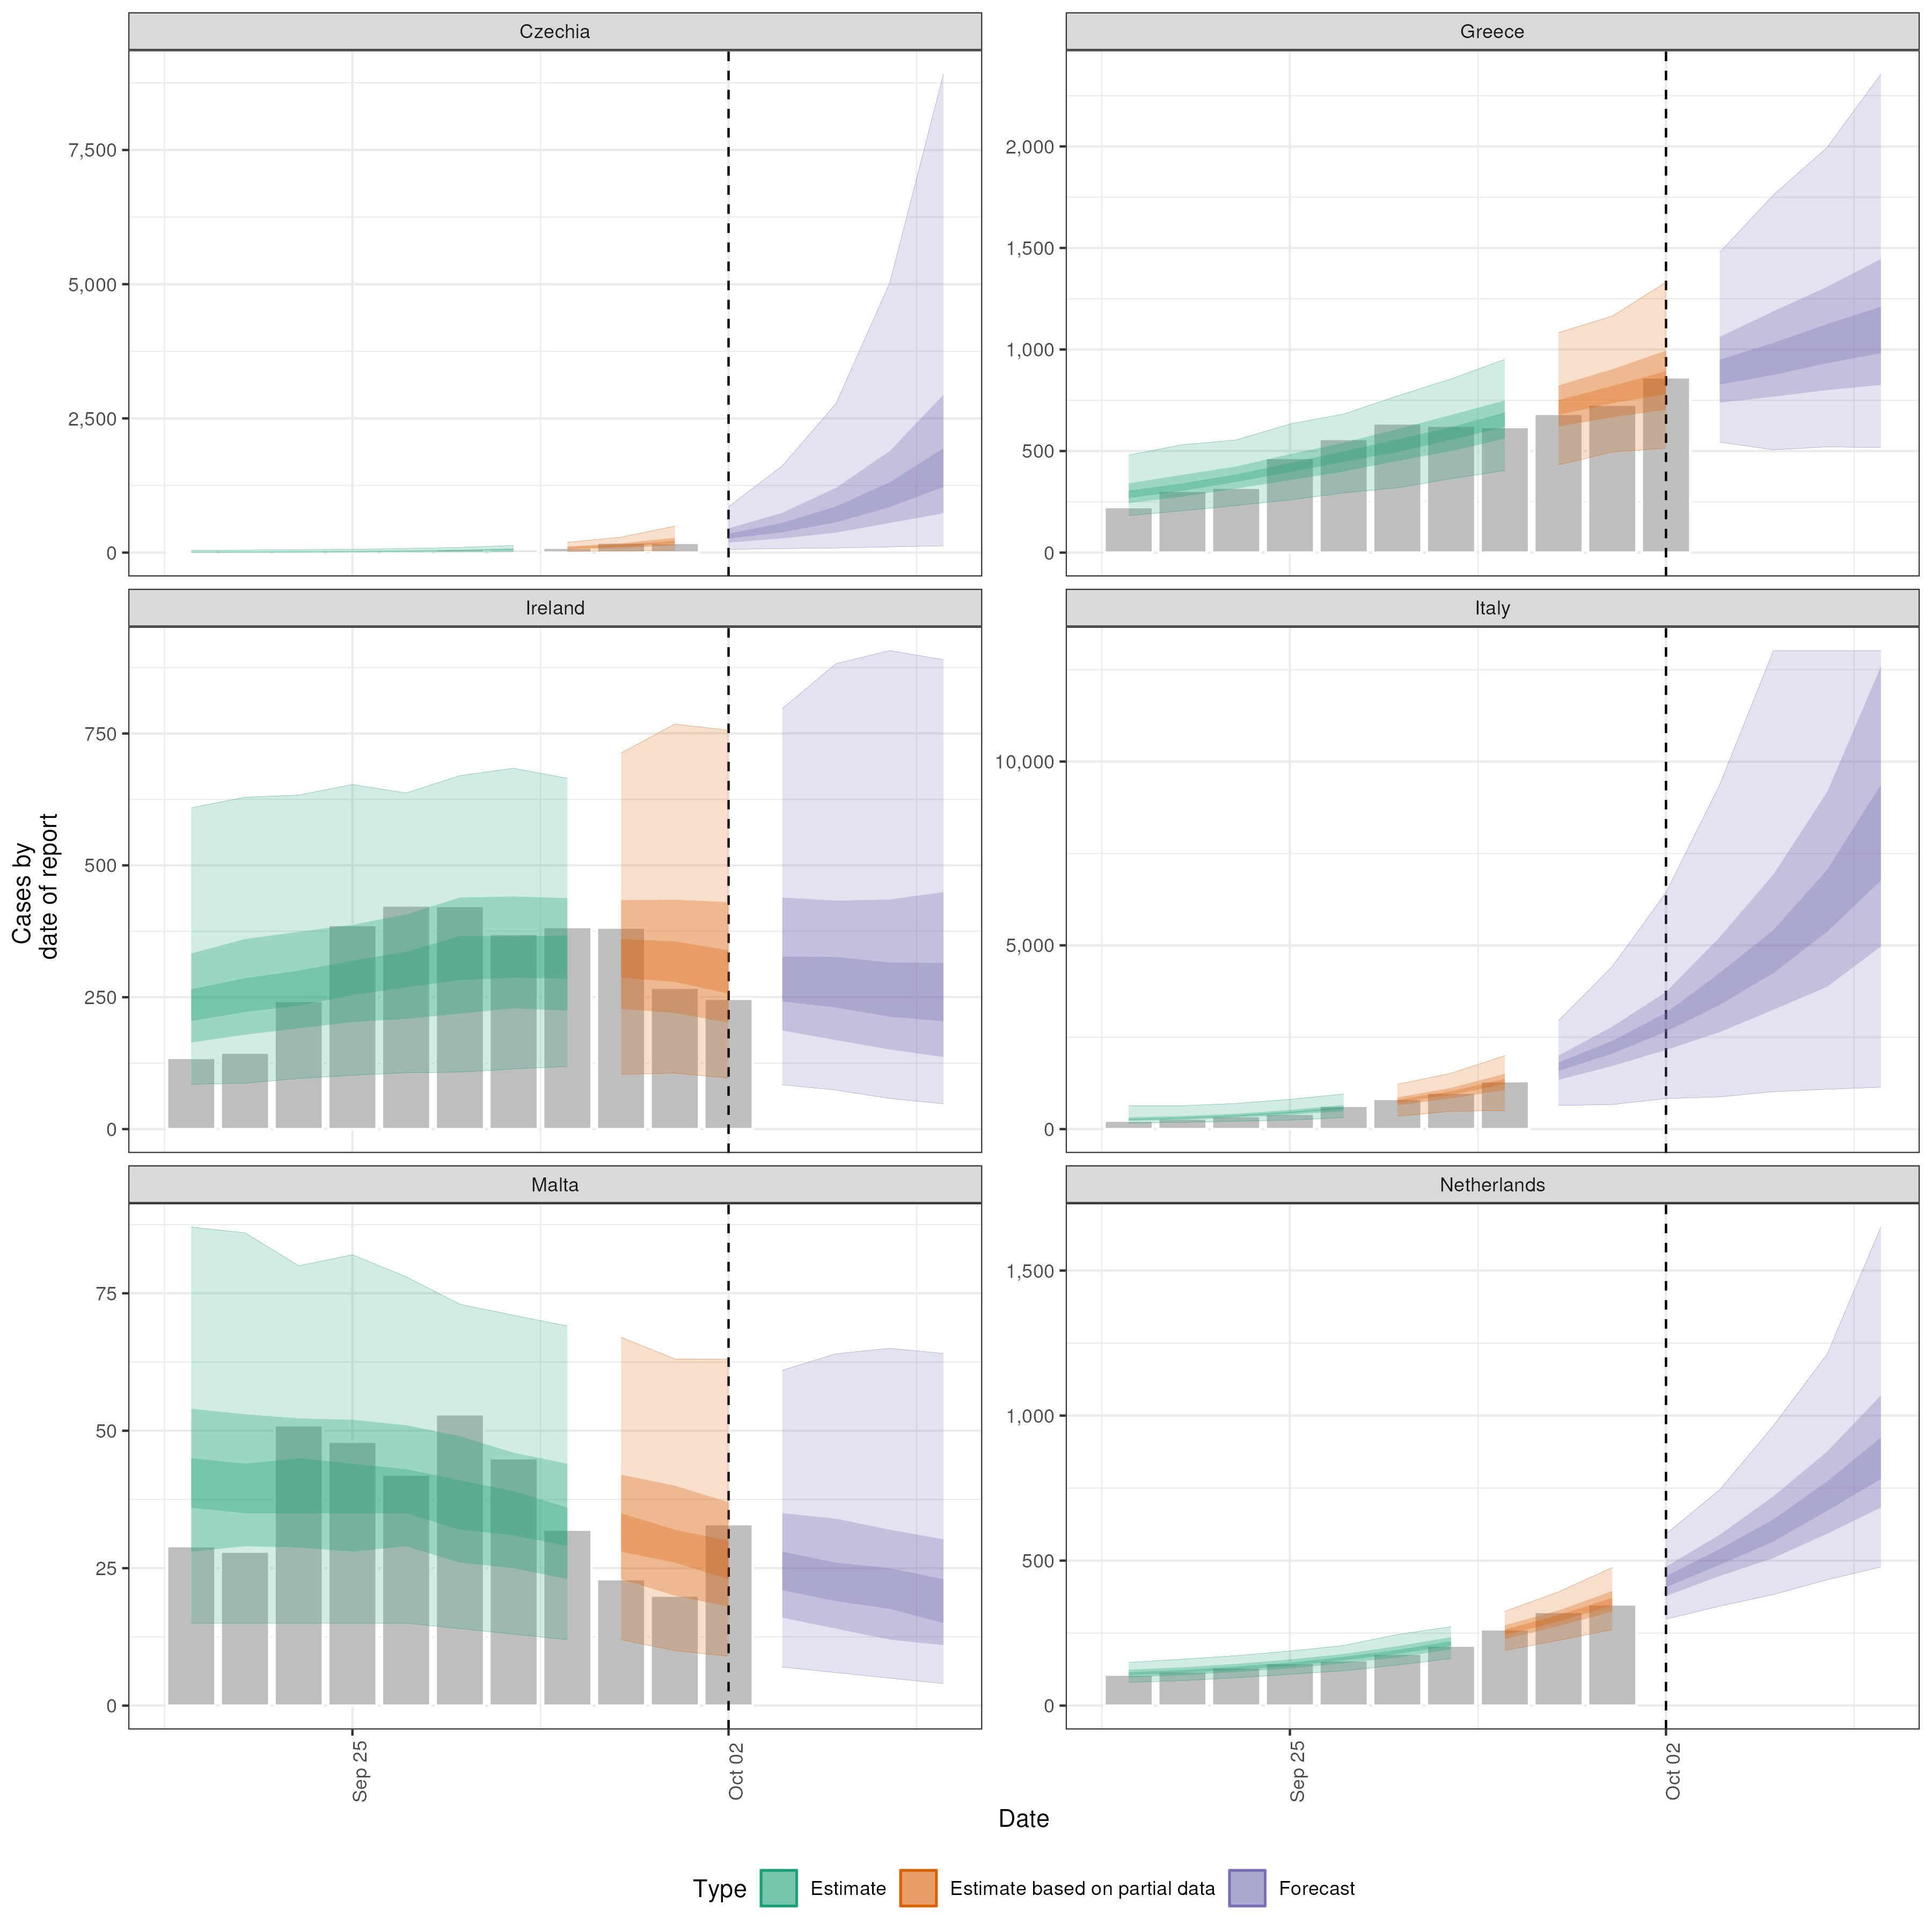 Czechia
Greece
7,500
5,000
2,500
0
2,000
1,500
1,000
500
0
Ireland
Italy
750
500
250
0
10,000
5,000
0
Malta
Netherlands
75
50
25
0
1,500
1,000
500
0
Cases by
date of report
Sep 25
Oct 02
Sep 25
Oct 02
Date
Type
Estimate
Estimate based on partial data
Forecast